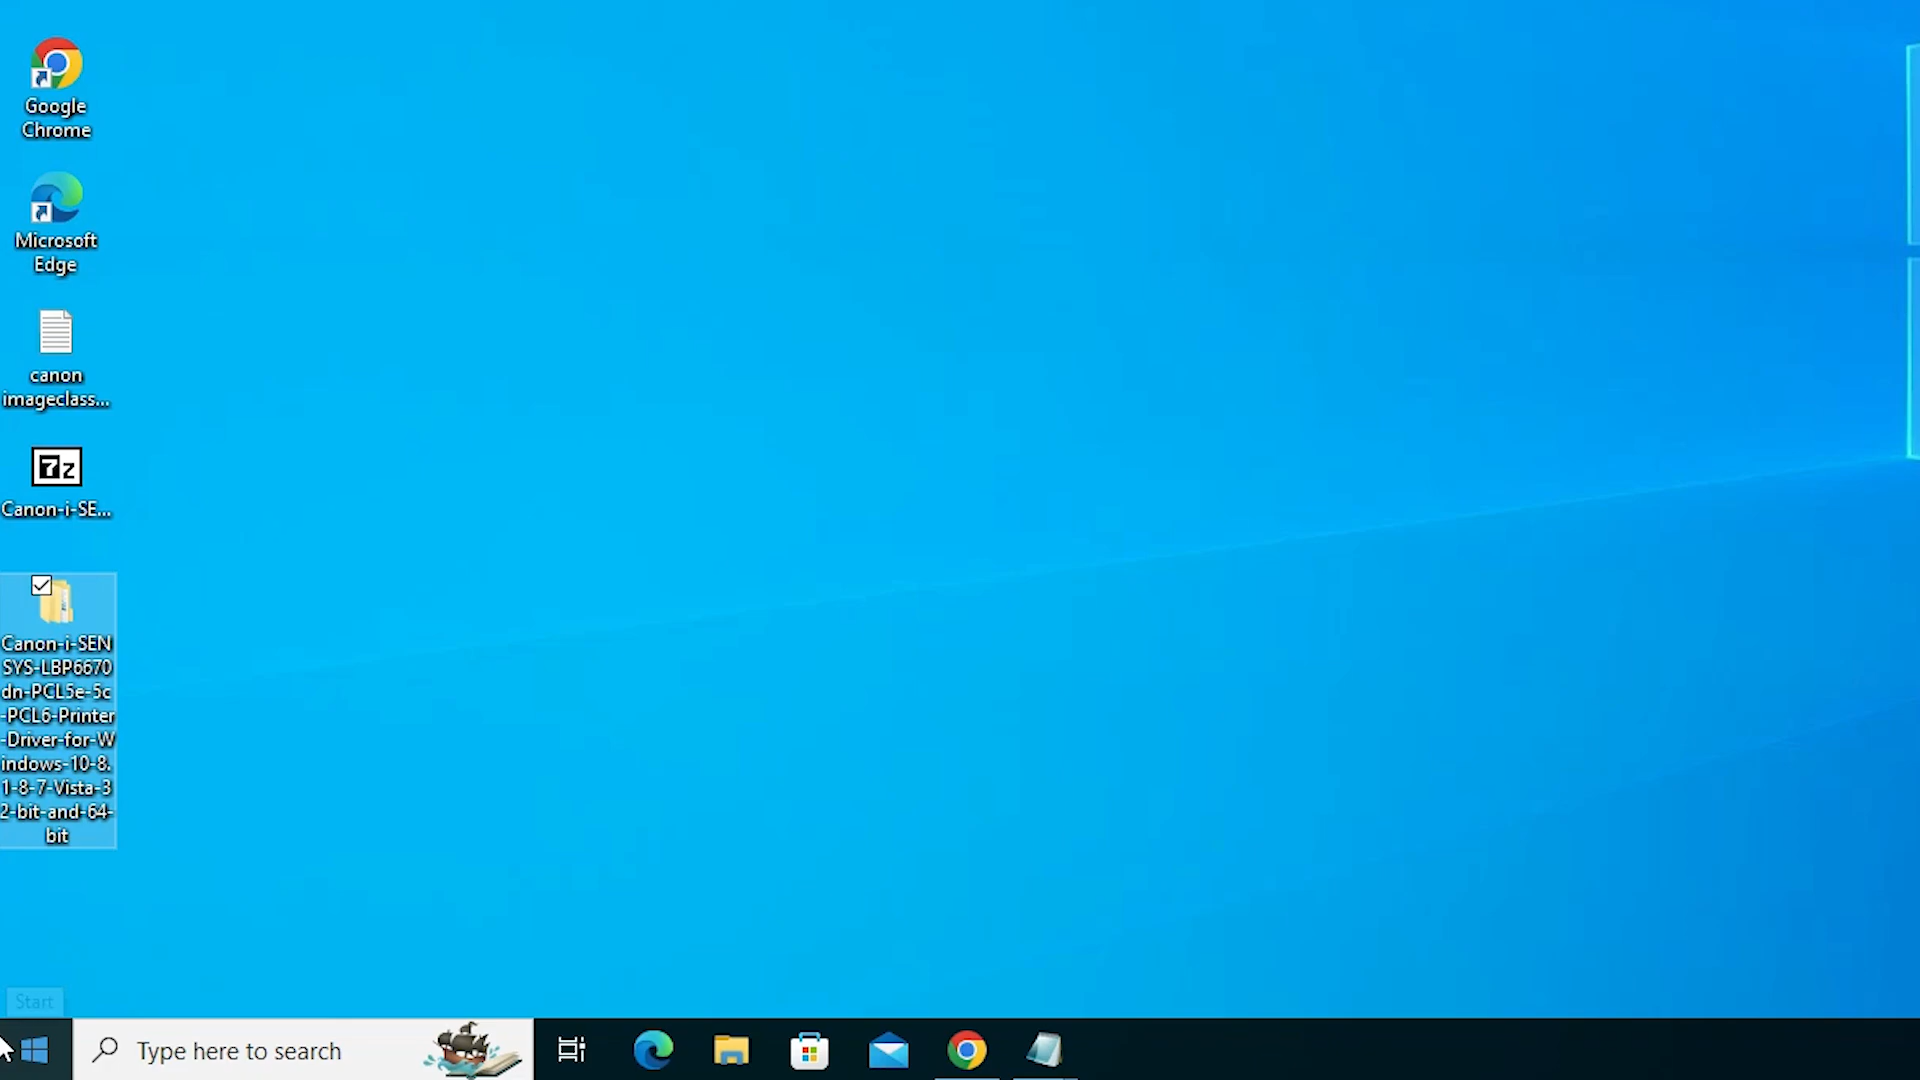 Google
Chrome
Microsoft
Edge
canon
imageclass...
7z
Canon-i-SE...
Canon-i-SEN
SYS-LBP6670
dn-PCL5e-5c
-PCL6-Printer
-Driver-for-W
indows-10-8.
1-8-7-Vista-3
2-bit-and-64-
bit
Start
Type here to search